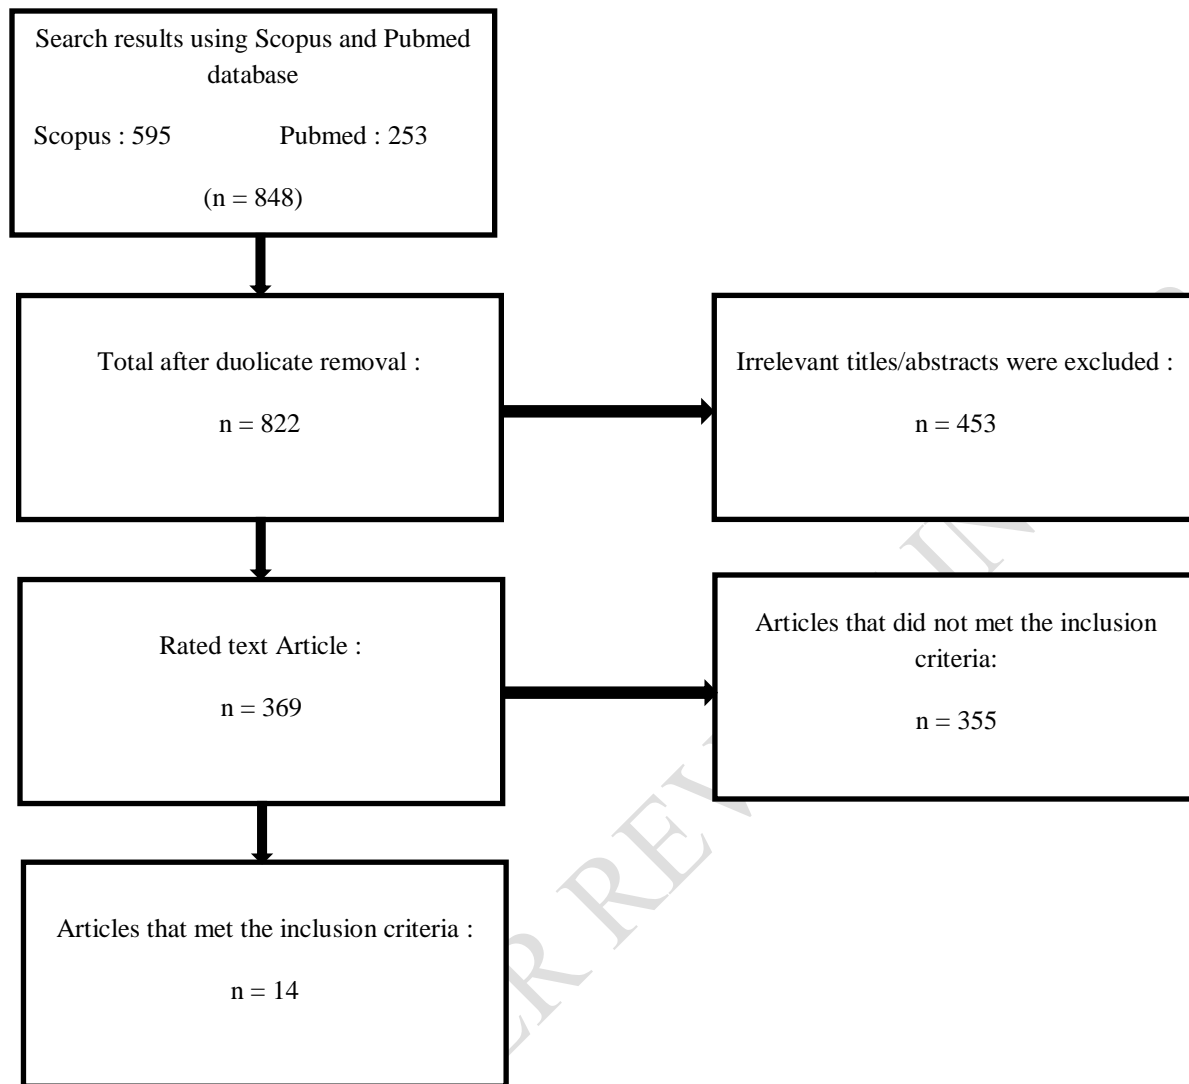 Search results using Scopus and Pubmed
database
Scopus : 595 Pubmed : 253
(n = 848)
Total after duolicate removal :
n = 822
Irrelevant titles/abstracts were excluded :
n = 453
Rated text Article :
n = 369
Articles that did not met the inclusion
criteria:
n = 355
Articles that met the inclusion criteria :
n = 14